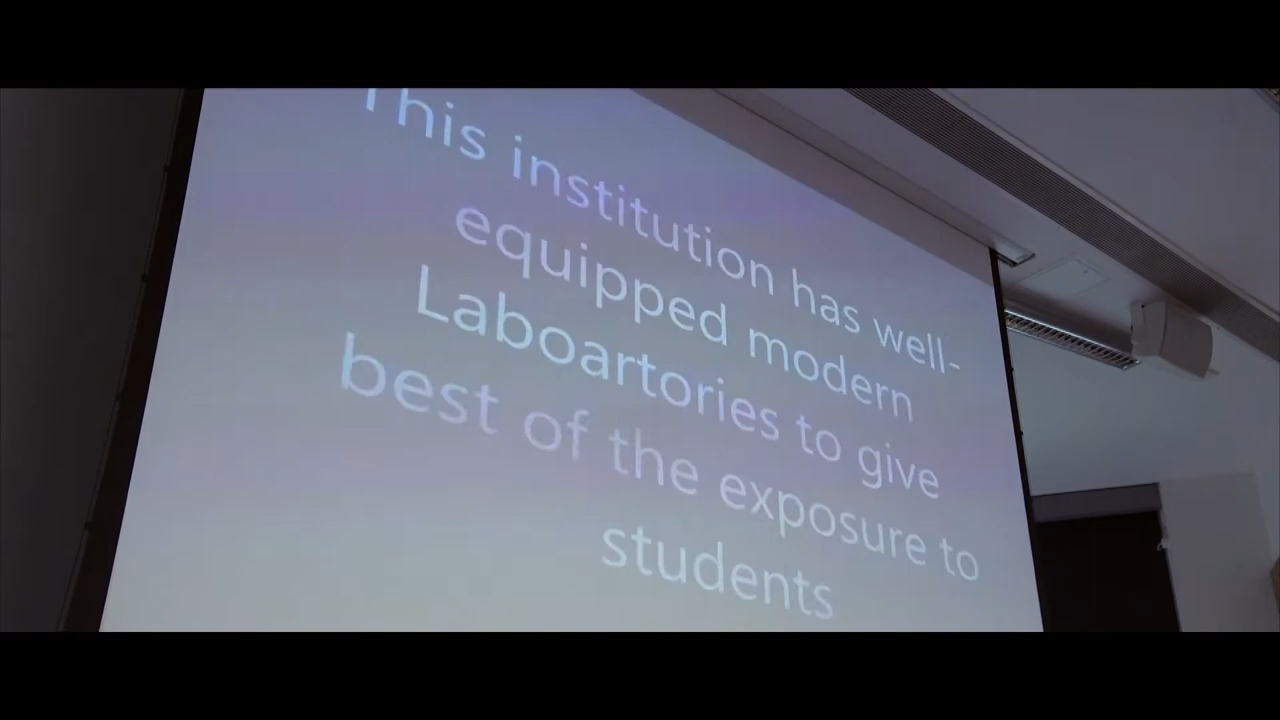 This institution has well-
equipped modern
Laboartories to give
best of the exposure to
students